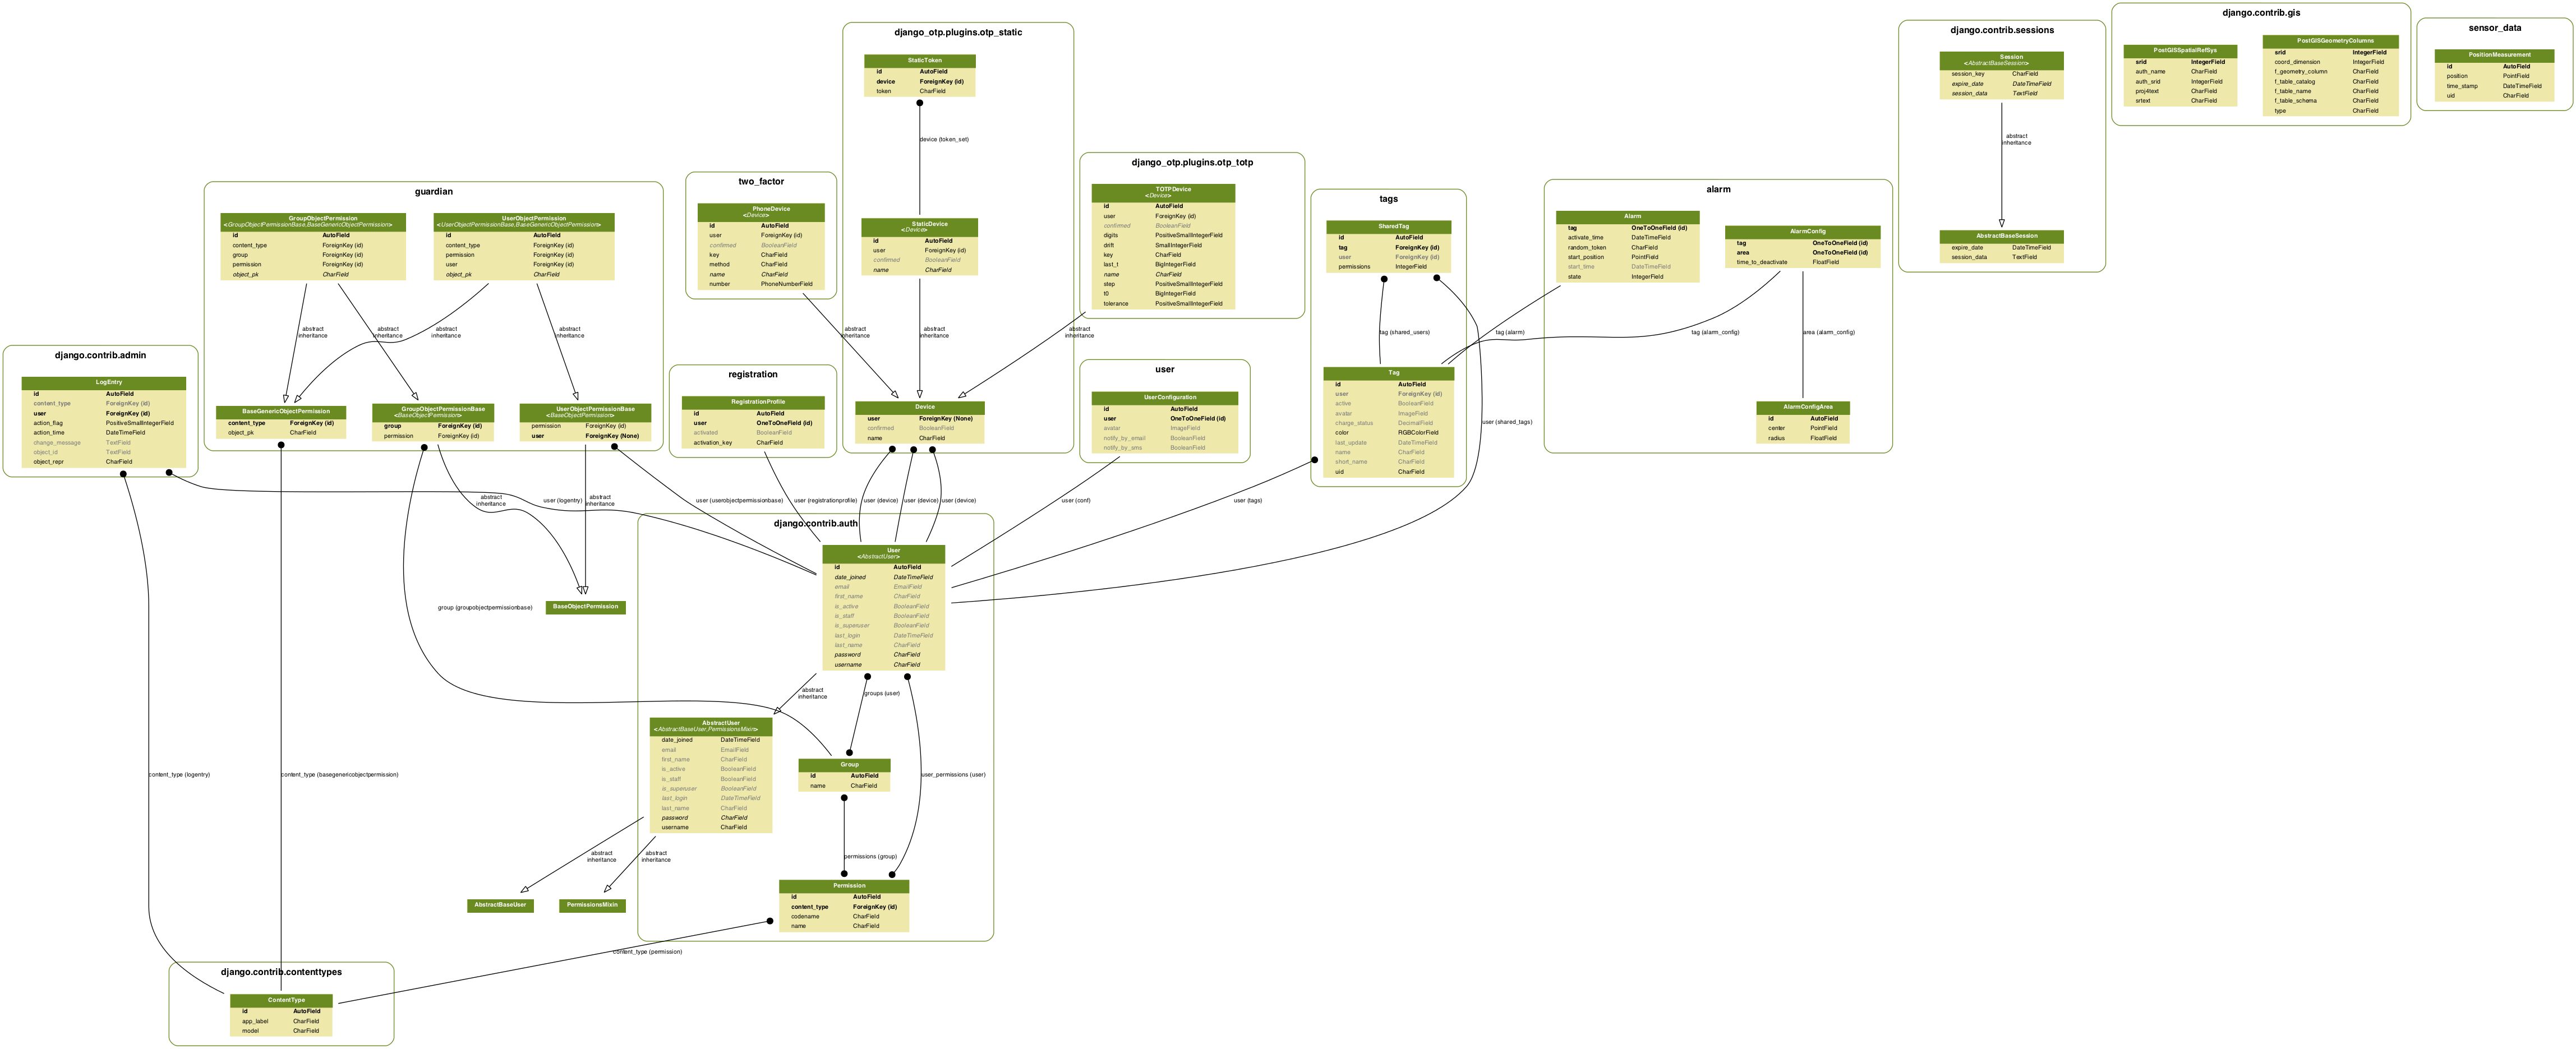 django.contrib.gis
PostGISSpatialRefSys
srid IntegerField
auth_name CharField
auth_srid IntegerField
proj4text CharField
srtext CharField
PostGISGeometryColumns
srid IntegerField
coord_dimension IntegerField
f_geometry_column CharField
f_table_catalog CharField
f_table_name CharField
f_table_schema CharField
type CharField
sensor_data
PositionMeasurement
id AutoField
position PointField
time_stamp DateTimeField
uid CharField
django.contrib.sessions
Session
<AbstractBaseSession>
session_key CharField
expire_date DateTimeField
session_data TextField
abstract
inheritance
AbstractBaseSession
expire_date DateTimeField
session_data TextField
django_otp.plugins.otp_static
StaticToken
id AutoField
device ForeignKey (id)
token CharField
device (token_set)
StaticDevice
<Device>
id AutoField
user ForeignKey (id)
confirmed BooleanField
name CharField
abstract
inheritance
abstract
inheritance
abstract
inheritance
Device
user ForeignKey (None)
confirmed BooleanField
name CharField
django_otp.plugins.otp_totp
TOTPDevice
<Device>
id AutoField
user ForeignKey (id)
confirmed BooleanField
digits PositiveSmallIntegerField
drift SmallIntegerField
key CharField
last_t BigIntegerField
name CharField
step PositiveSmallIntegerField
t0 BigIntegerField
tolerance PositiveSmallIntegerField
two_factor
PhoneDevice
<Device>
id AutoField
user ForeignKey (id)
confirmed BooleanField
key CharField
method CharField
name CharField
number PhoneNumberField
guardian
GroupObjectPermission
<GroupObjectPermissionBase,BaseGenericObjectPermission>
id AutoField
content_type ForeignKey (id)
group ForeignKey (id)
permission ForeignKey (id)
object_pk CharField
UserObjectPermission
<UserObjectPermissionBase,BaseGenericObjectPermission>
id AutoField
content_type ForeignKey (id)
permission ForeignKey (id)
user ForeignKey (id)
object_pk CharField
abstract
inheritance
abstract
inheritance
abstract
inheritance
abstract
inheritance
BaseGenericObjectPermission
content_type ForeignKey (id)
object_pk CharField
GroupObjectPermissionBase
<BaseObjectPermission>
group ForeignKey (id)
permission ForeignKey (id)
UserObjectPermissionBase
<BaseObjectPermission>
permission ForeignKey (id)
user ForeignKey (None)
tags
SharedTag
id AutoField
tag ForeignKey (id)
user ForeignKey (id)
permissions IntegerField
tag (shared_users)
Tag
id AutoField
user ForeignKey (id)
active BooleanField
avatar ImageField
charge_status DecimalField
color RGBColorField
last_update DateTimeField
name CharField
short_name CharField
uid CharField
alarm
Alarm
tag OneToOneField (id)
activate_time DateTimeField
random_token CharField
start_position PointField
start_time DateTimeField
state IntegerField
AlarmConfig
tag OneToOneField (id)
area OneToOneField (id)
time_to_deactivate FloatField
tag (alarm)
tag (alarm_config)
area (alarm_config)
AlarmConfigArea
id AutoField
center PointField
radius FloatField
user (shared_tags)
django.contrib.admin
LogEntry
id AutoField
content_type ForeignKey (id)
user ForeignKey (id)
action_flag PositiveSmallIntegerField
action_time DateTimeField
change_message TextField
object_id TextField
object_repr CharField
registration
RegistrationProfile
id AutoField
user OneToOneField (id)
activated BooleanField
activation_key CharField
user
UserConfiguration
id AutoField
user OneToOneField (id)
avatar ImageField
notify_by_email BooleanField
notify_by_sms BooleanField
abstract
inheritance
user (logentry)
abstract
inheritance
user (userobjectpermissionbase)
user (registrationprofile)
user (device)
user (device)
user (device)
user (conf)
user (tags)
django.contrib.auth
User
<AbstractUser>
id AutoField
date_joined DateTimeField
email EmailField
first_name CharField
is_active BooleanField
is_staff BooleanField
is_superuser BooleanField
last_login DateTimeField
last_name CharField
password CharField
username CharField
group (groupobjectpermissionbase)
BaseObjectPermission
abstract
inheritance
groups (user)
AbstractUser
<AbstractBaseUser,PermissionsMixin>
date_joined DateTimeField
email EmailField
first_name CharField
is_active BooleanField
is_staff BooleanField
is_superuser BooleanField
last_login DateTimeField
last_name CharField
password CharField
username CharField
Group
id AutoField
name CharField
content_type (logentry)
content_type (basegenericobjectpermission)
user_permissions (user)
abstract
inheritance
abstract
inheritance
permissions (group)
AbstractBaseUser
PermissionsMixin
Permission
id AutoField
content_type ForeignKey (id)
codename CharField
name CharField
content_type (permission)
django.contrib.contenttypes
ContentType
id AutoField
app_label CharField
model CharField